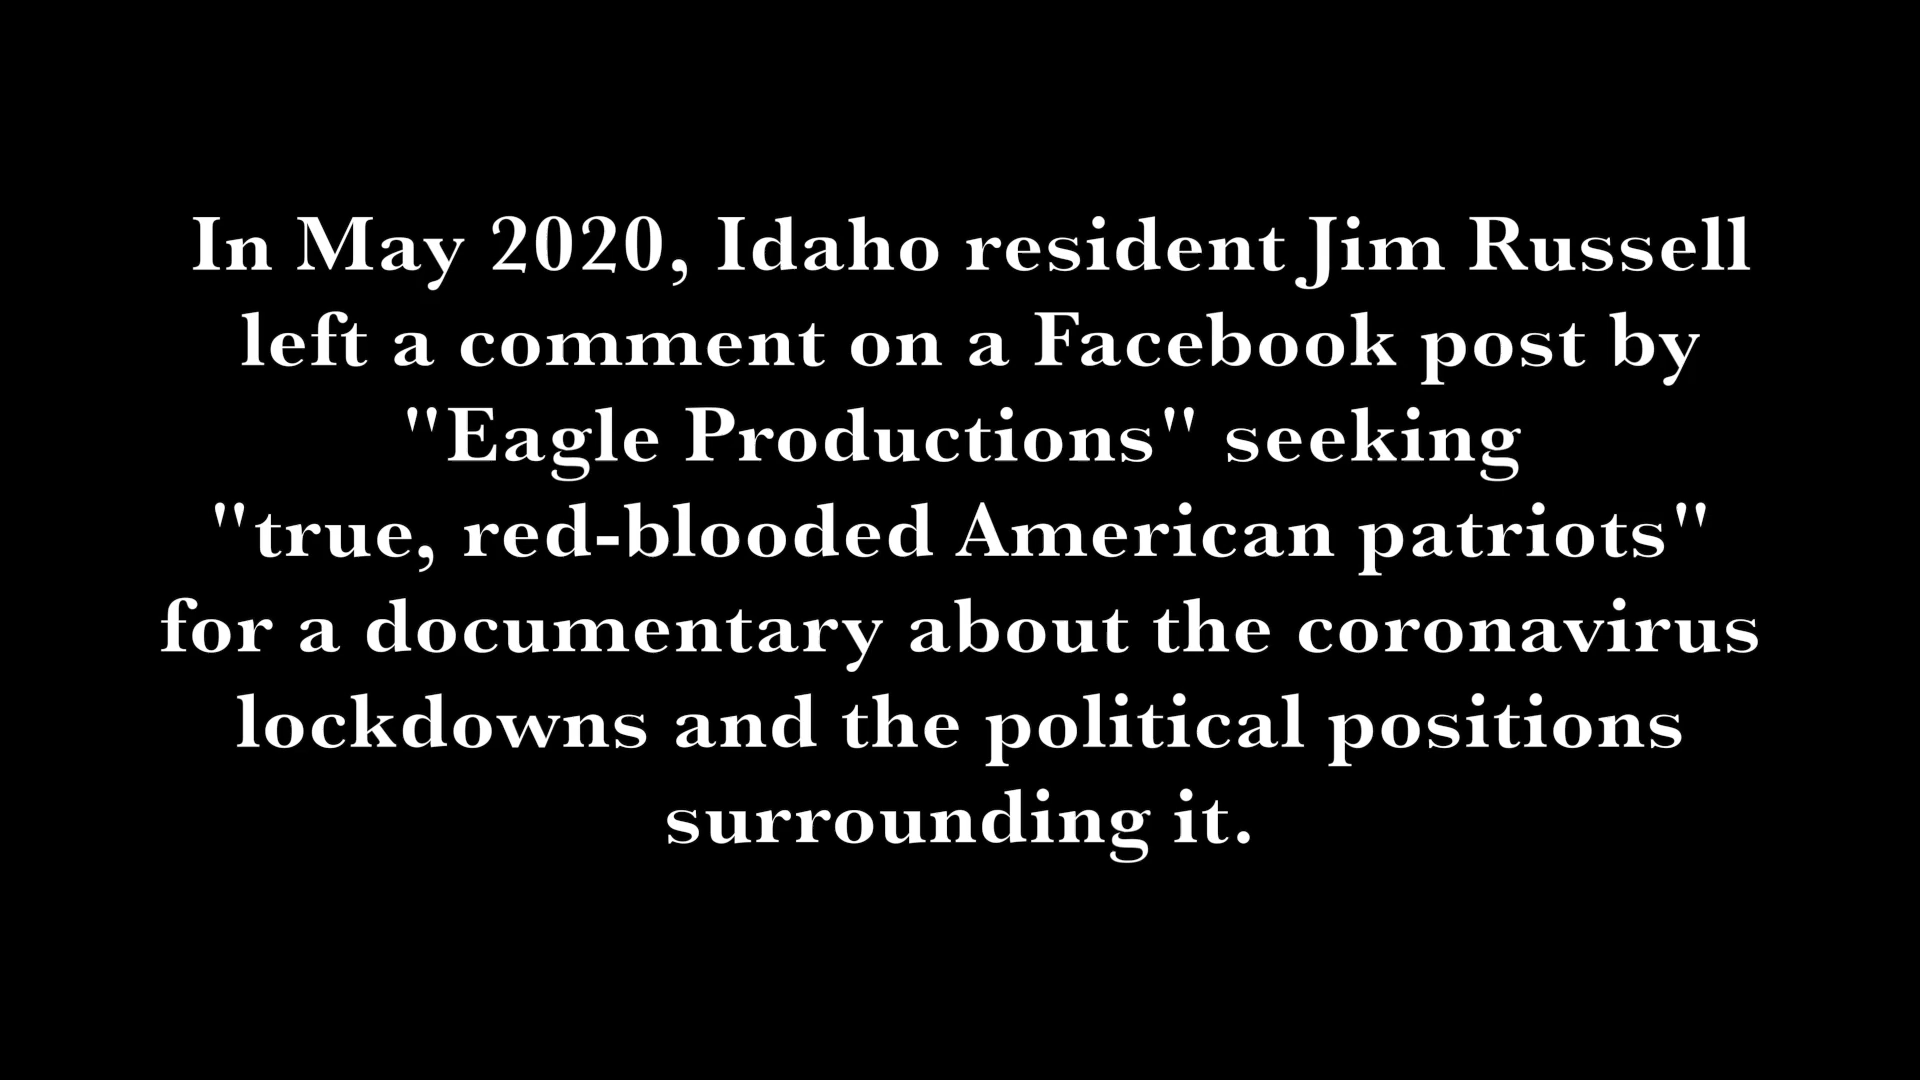 In May 2020, Idaho resident Jim Russell
left a comment on a Facebook post by
"Eagle Productions" seeking
"true, red-blooded American patriots"
for a documentary about the coronavirus
lockdowns and the political positions
surrounding it.